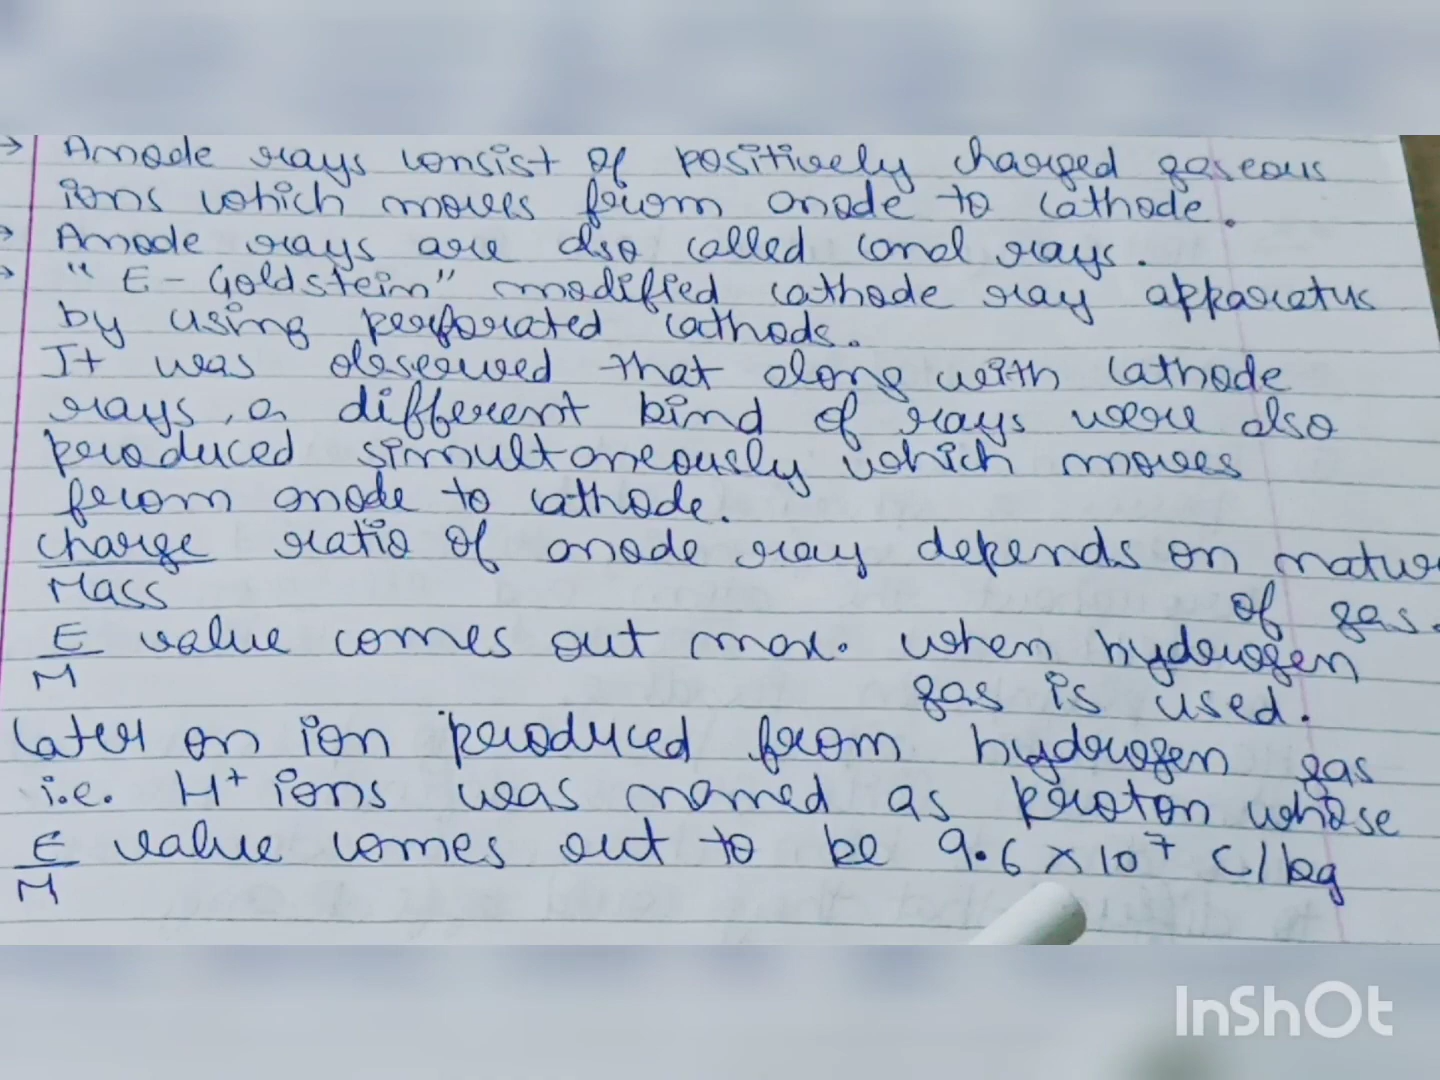 → Anode rays consist of positively charged gaseous
ions which moves from anode to cathode.
→ Anode rays are also called canal rays.
→ "E-Goldstein" modified cathode ray apparatus
by using perforated cathods.
It was observed that along with cathode
rays, a different kind of rays were also
produced simultaneously which moves
from anode to cathode.
Charge ratio of anode ray depends on natur
Mass of gas.
E value comes out max. when hydrogen
M gas is used.
Later on ion produced from hydrogen gas
i.e. H⁺ ions was named as proton whose
E value comes out to be 9.6 × 10⁷ C/kg
M
InShOt